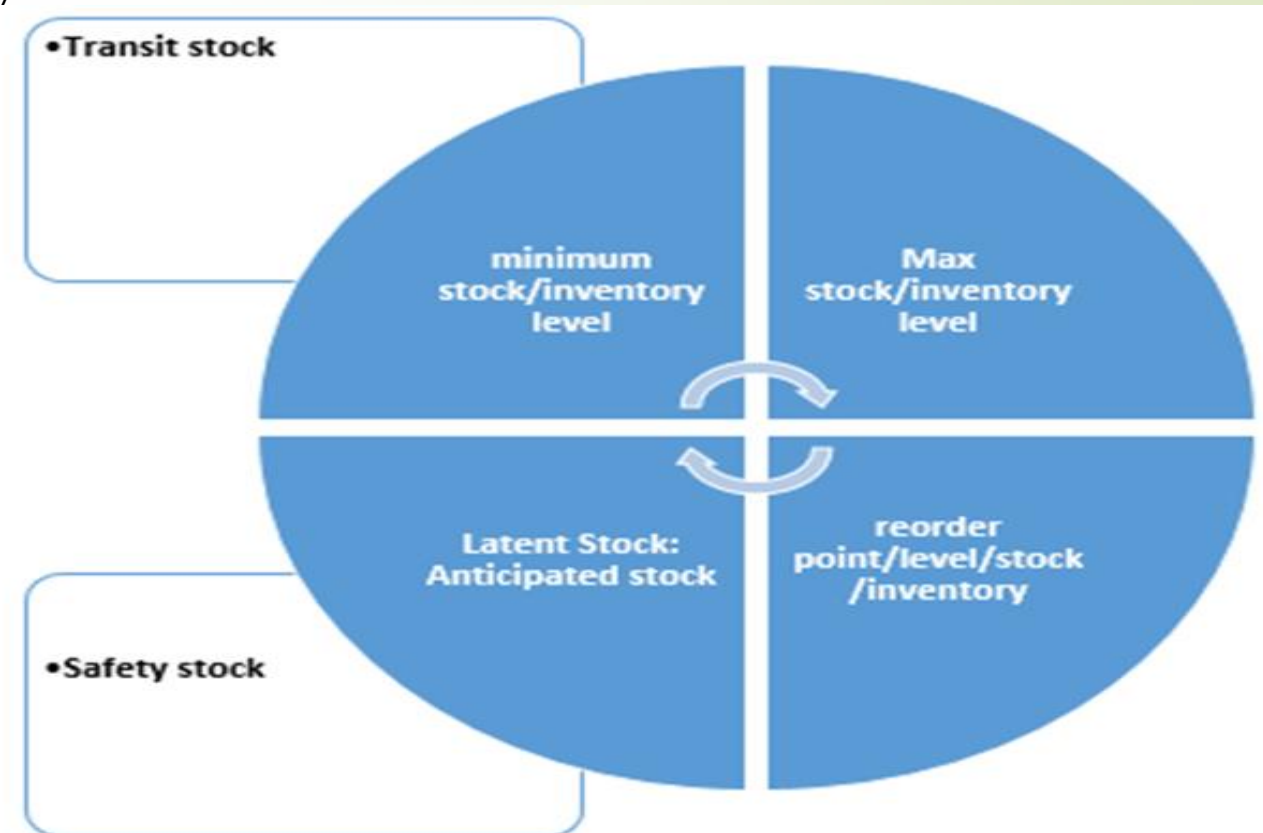 •Transit stock
minimum
stock/inventory
level
Max
stock/inventory
level
Latent Stock:
Anticipated stock
reorder
point/level/stock
/inventory
•Safety stock